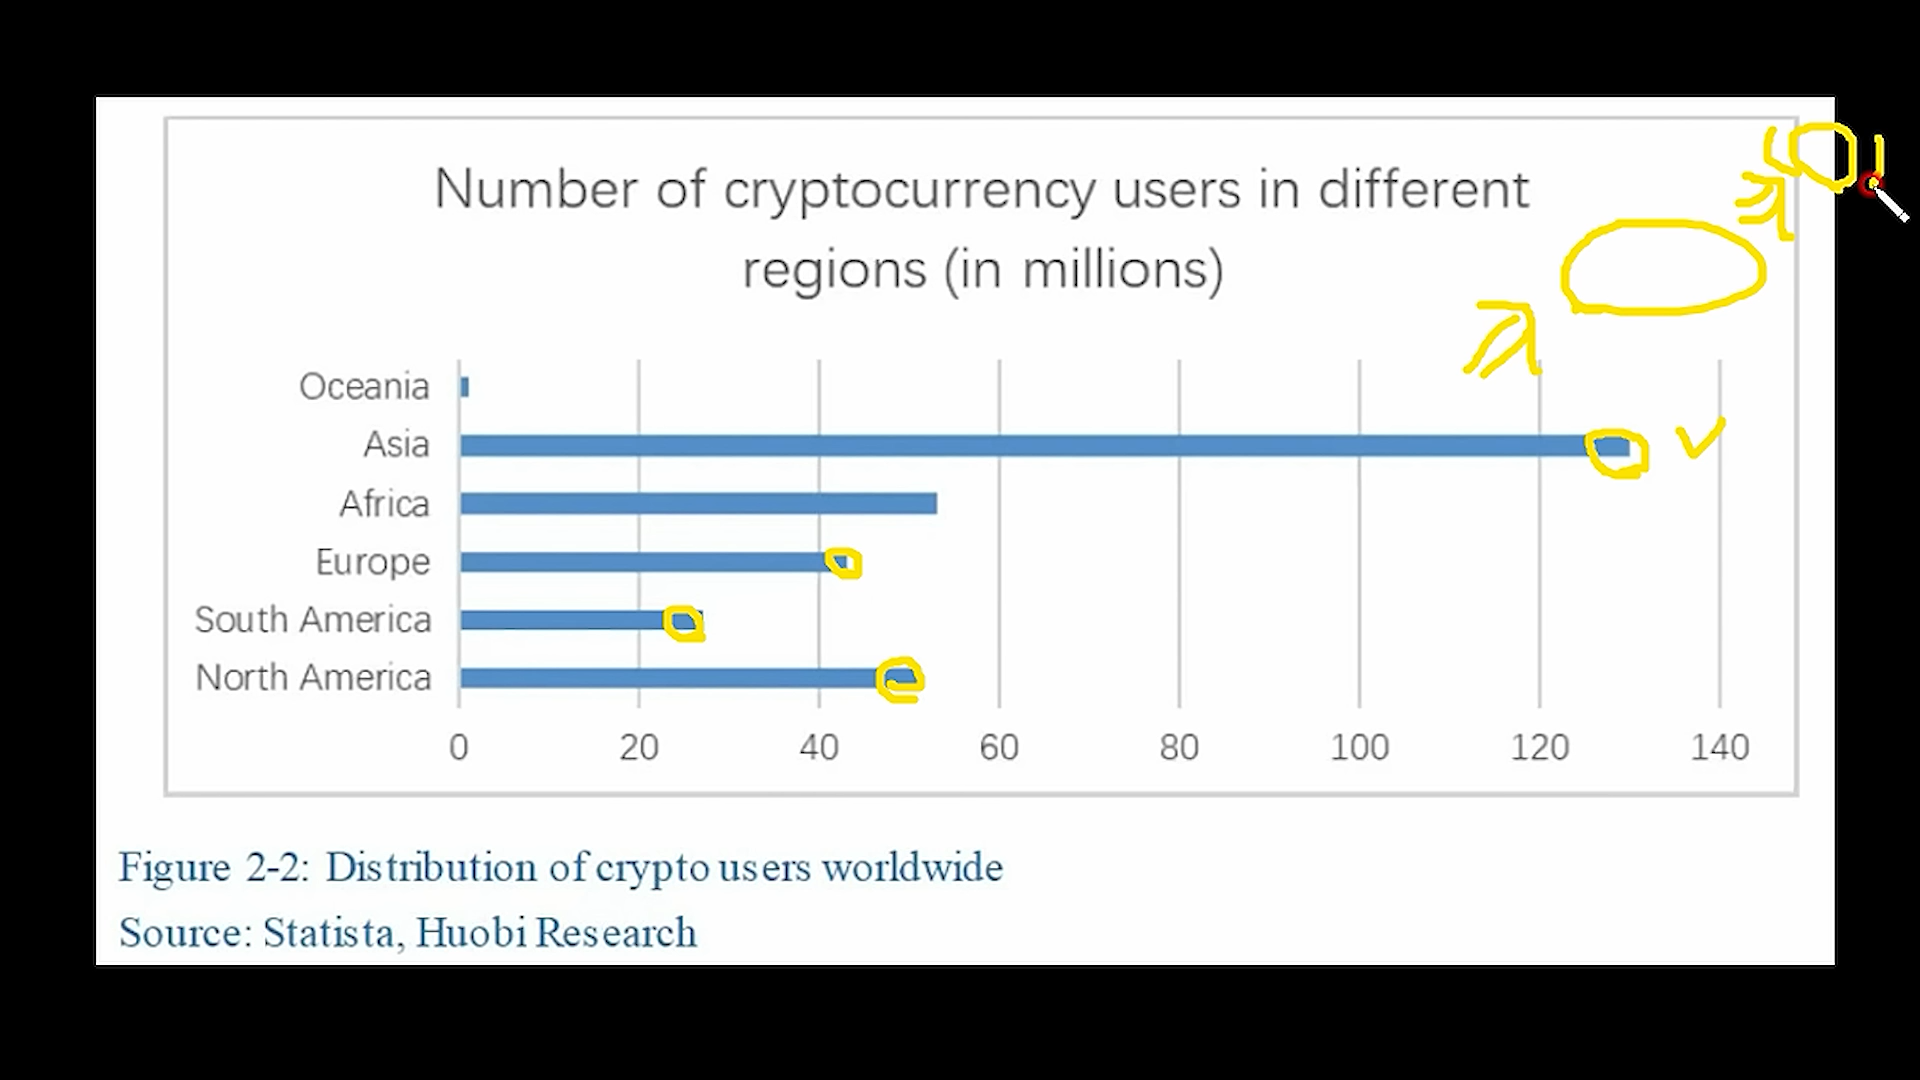 Number of cryptocurrency users in different
regions (in millions)
Oceania
Asia
Africa
Europe
South America
North America
0 20 40 60 80 100 120 140
Figure 2-2: Distribution of crypto users worldwide
Source: Statista, Huobi Research